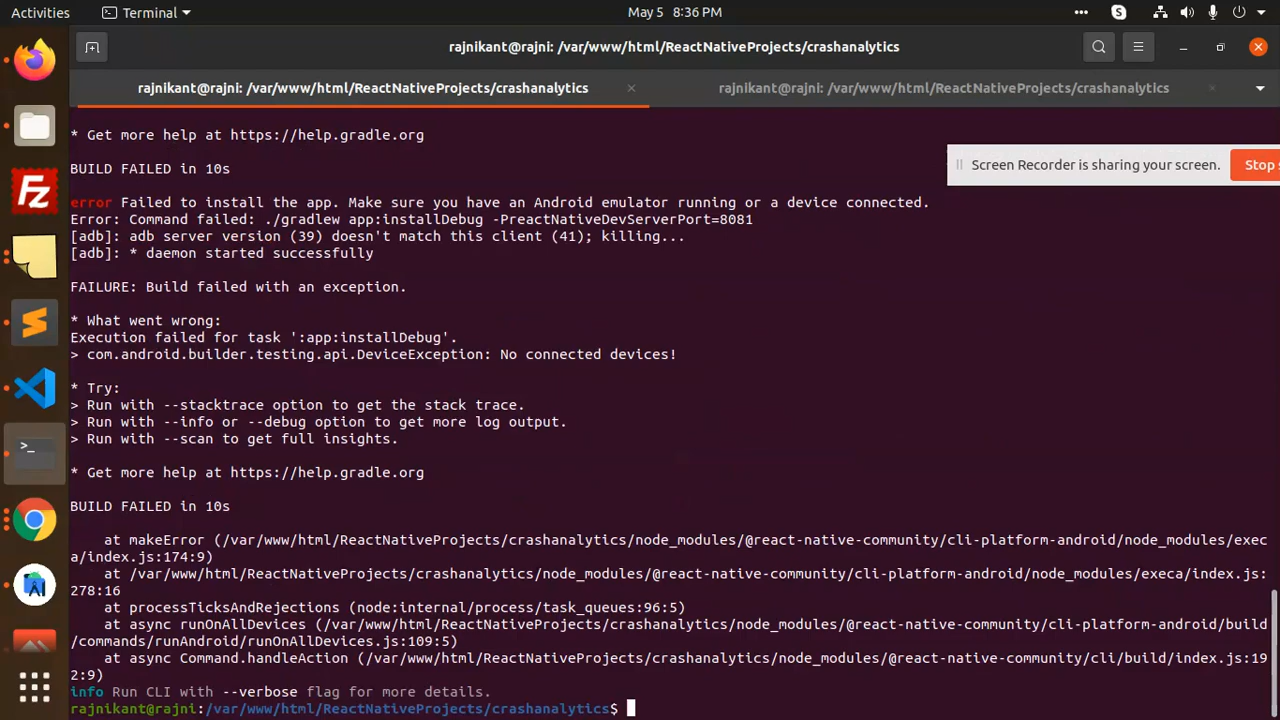 Activities
Terminal
May 5 8:36 PM
rajnikant@rajni: /var/www/html/ReactNativeProjects/crashanalytics
rajnikant@rajni: /var/www/html/ReactNativeProjects/crashanalytics
rajnikant@rajni: /var/www/html/ReactNativeProjects/crashanalytics
* Get more help at https://help.gradle.org
BUILD FAILED in 10s
Screen Recorder is sharing your screen.
Stop
error Failed to install the app. Make sure you have an Android emulator running or a device connected.
Error: Command failed: ./gradlew app:installDebug -PreactNativeDevServerPort=8081
[adb]: adb server version (39) doesn't match this client (41); killing...
[adb]: * daemon started successfully
FAILURE: Build failed with an exception.
* What went wrong:
Execution failed for task ':app:installDebug'.
> com.android.builder.testing.api.DeviceException: No connected devices!
* Try:
> Run with --stacktrace option to get the stack trace.
> Run with --info or --debug option to get more log output.
> Run with --scan to get full insights.
* Get more help at https://help.gradle.org
BUILD FAILED in 10s
at makeError (/var/www/html/ReactNativeProjects/crashanalytics/node_modules/@react-native-community/cli-platform-android/node_modules/exec
a/index.js:174:9)
at /var/www/html/ReactNativeProjects/crashanalytics/node_modules/@react-native-community/cli-platform-android/node_modules/execa/index.js:
278:16
at processTicksAndRejections (node:internal/process/task_queues:96:5)
at async runOnAllDevices (/var/www/html/ReactNativeProjects/crashanalytics/node_modules/@react-native-community/cli-platform-android/build
/commands/runAndroid/runOnAllDevices.js:109:5)
at async Command.handleAction (/var/www/html/ReactNativeProjects/crashanalytics/node_modules/@react-native-community/cli/build/index.js:19
2:9)
info Run CLI with --verbose flag for more details.
rajnikant@rajni:/var/www/html/ReactNativeProjects/crashanalytics$